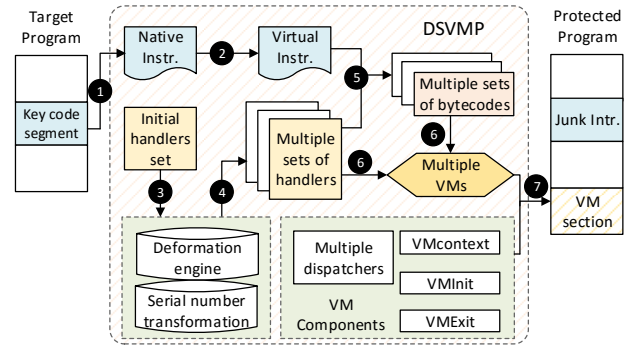 Target
Program
Key code
segment
DSVMP
Native
Instr.
Virtual
Instr.
1
2
5
Multiple sets
of bytecodes
Initial
handlers
set
Multiple
sets of
handlers
6
6
Multiple
VMs
3
4
7
Deformation
engine
Serial number
transformation
Multiple
dispatchers
VM
Components
VMcontext
VMInit
VMExit
Protected
Program
Junk Intr.
VM
section